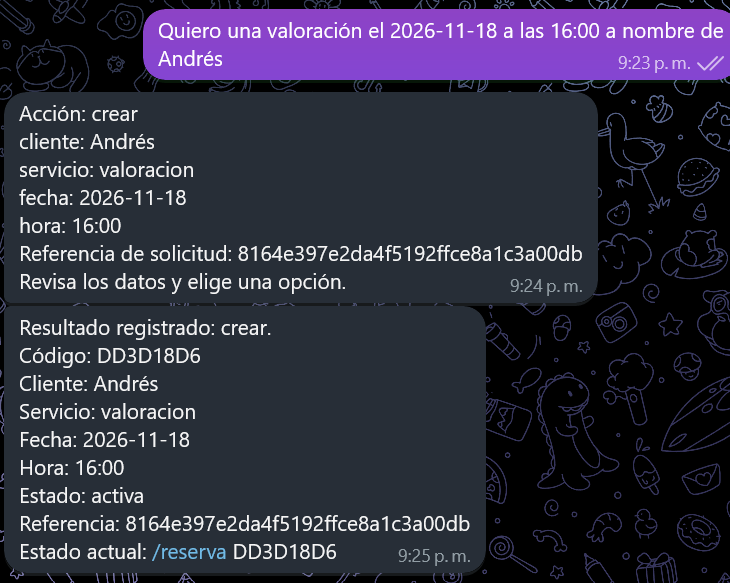 Quiero una valoración el 2026-11-18 a las 16:00 a nombre de
Andrés
9:23 p. m.
Acción: crear
cliente: Andrés
servicio: valoracion
fecha: 2026-11-18
hora: 16:00
Referencia de solicitud: 8164e397e2da4f5192ffce8a1c3a00db
Revisa los datos y elige una opción.
9:24 p. m.
Resultado registrado: crear.
Código: DD3D18D6
Cliente: Andrés
Servicio: valoracion
Fecha: 2026-11-18
Hora: 16:00
Estado: activa
Referencia: 8164e397e2da4f5192ffce8a1c3a00db
Estado actual: /reserva DD3D18D6
9:25 p. m.